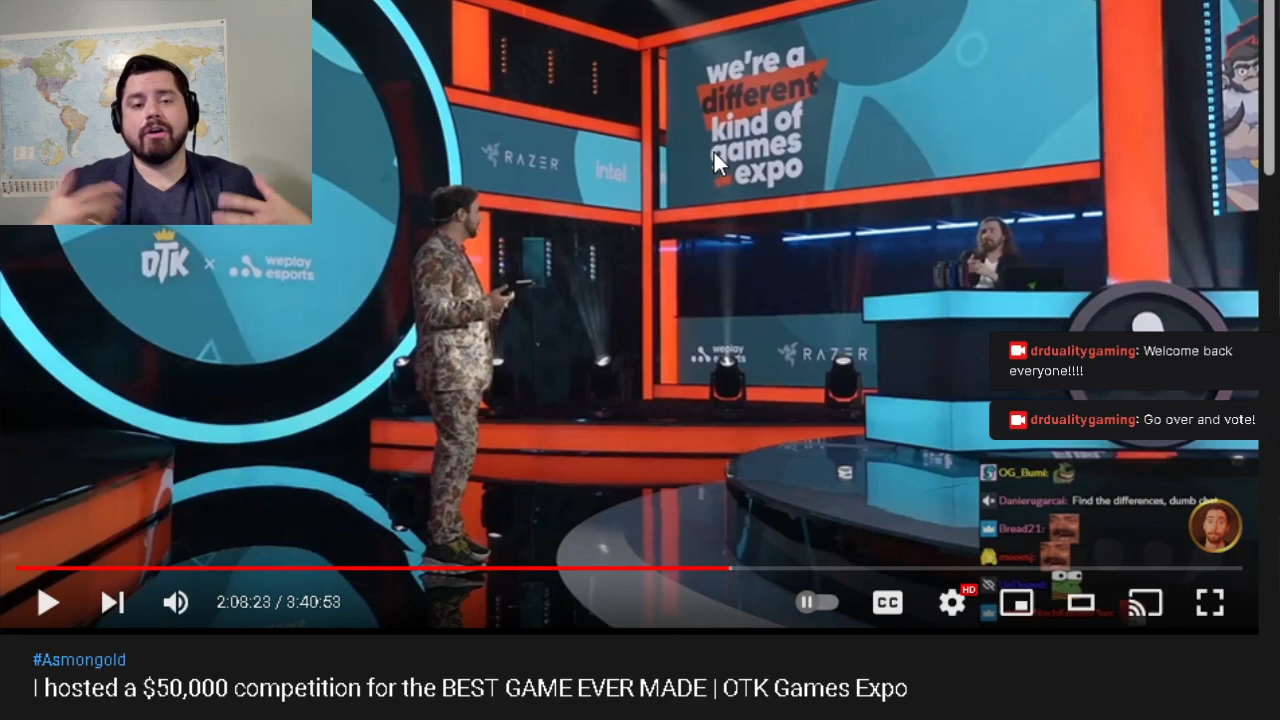 we're a
different
kind of
games
expo
RAZER
intel
OTK × weplay
esports
weplay
esports
RAZER
drdualitygaming: Welcome back
everyone!!!!
drdualitygaming: Go over and vote!
OG_Bumi:
Danierugarcai: Find the differences, dumb chat
Bread21:
2:08:23 / 3:40:53
CC
HD
#Asmongold
I hosted a $50,000 competition for the BEST GAME EVER MADE | OTK Games Expo